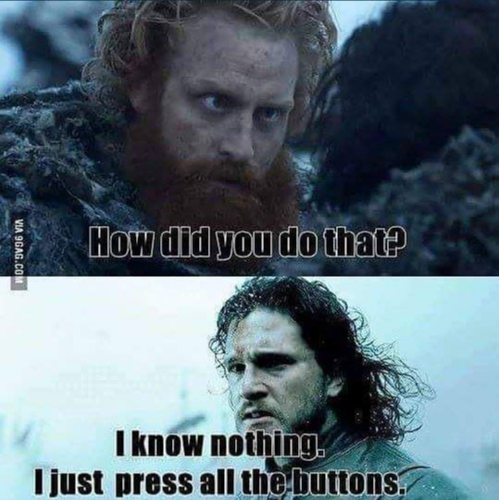 How did you do that?
VIA 9GAG.COM
I know nothing.
I just press all the buttons.